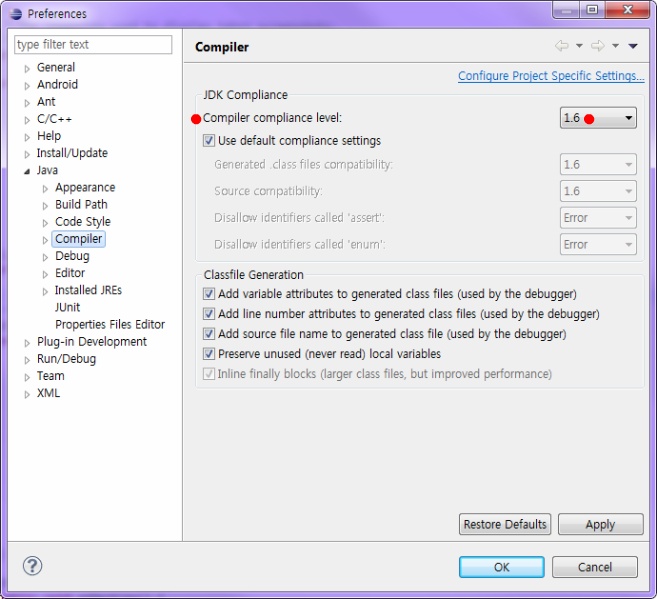 Preferences
type filter text
General
Android
Ant
C/C++
Help
Install/Update
Java
Appearance
Build Path
Code Style
Compiler
Debug
Editor
Installed JREs
JUnit
Properties Files Editor
Plug-in Development
Run/Debug
Team
XML
Compiler
Configure Project Specific Settings...
JDK Compliance
Compiler compliance level: 1.6
Use default compliance settings
Generated .class files compatibility: 1.6
Source compatibility: 1.6
Disallow identifiers called 'assert': Error
Disallow identifiers called 'enum': Error
Classfile Generation
Add variable attributes to generated class files (used by the debugger)
Add line number attributes to generated class files (used by the debugger)
Add source file name to generated class file (used by the debugger)
Preserve unused (never read) local variables
Inline finally blocks (larger class files, but improved performance)
Restore Defaults Apply
? OK Cancel